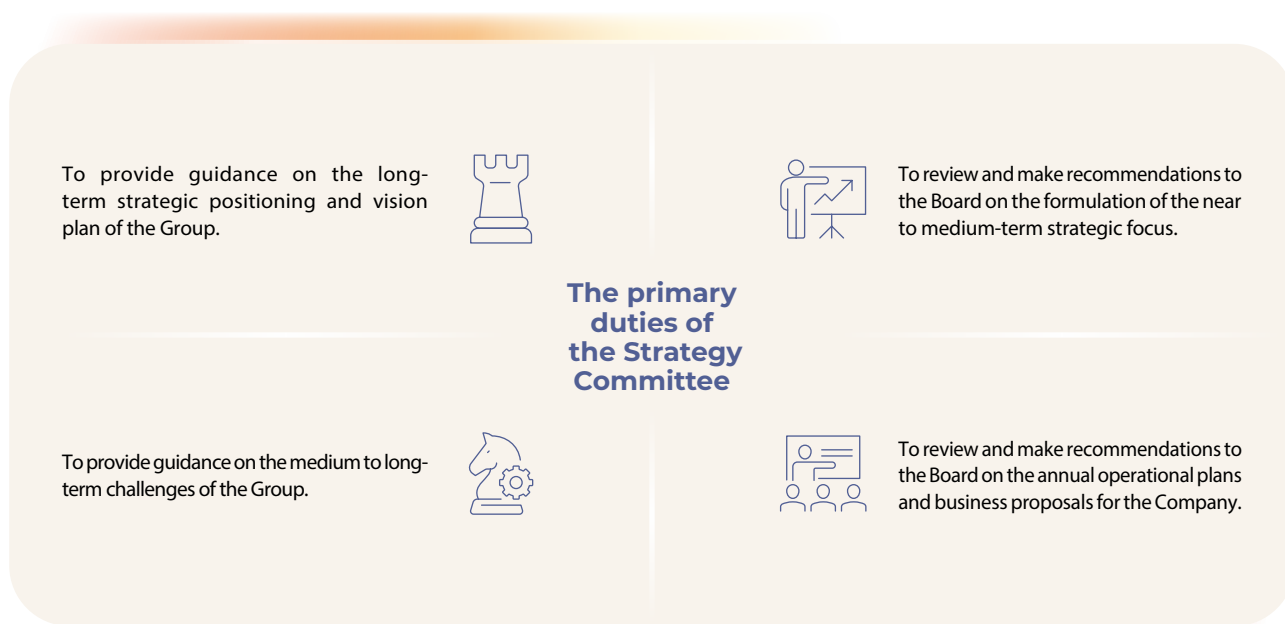 To provide guidance on the long-
term strategic positioning and vision
plan of the Group.
To review and make recommendations to
the Board on the formulation of the near
to medium-term strategic focus.
The primary
duties of
the Strategy
Committee
To provide guidance on the medium to long-
term challenges of the Group.
To review and make recommendations to
the Board on the annual operational plans
and business proposals for the Company.